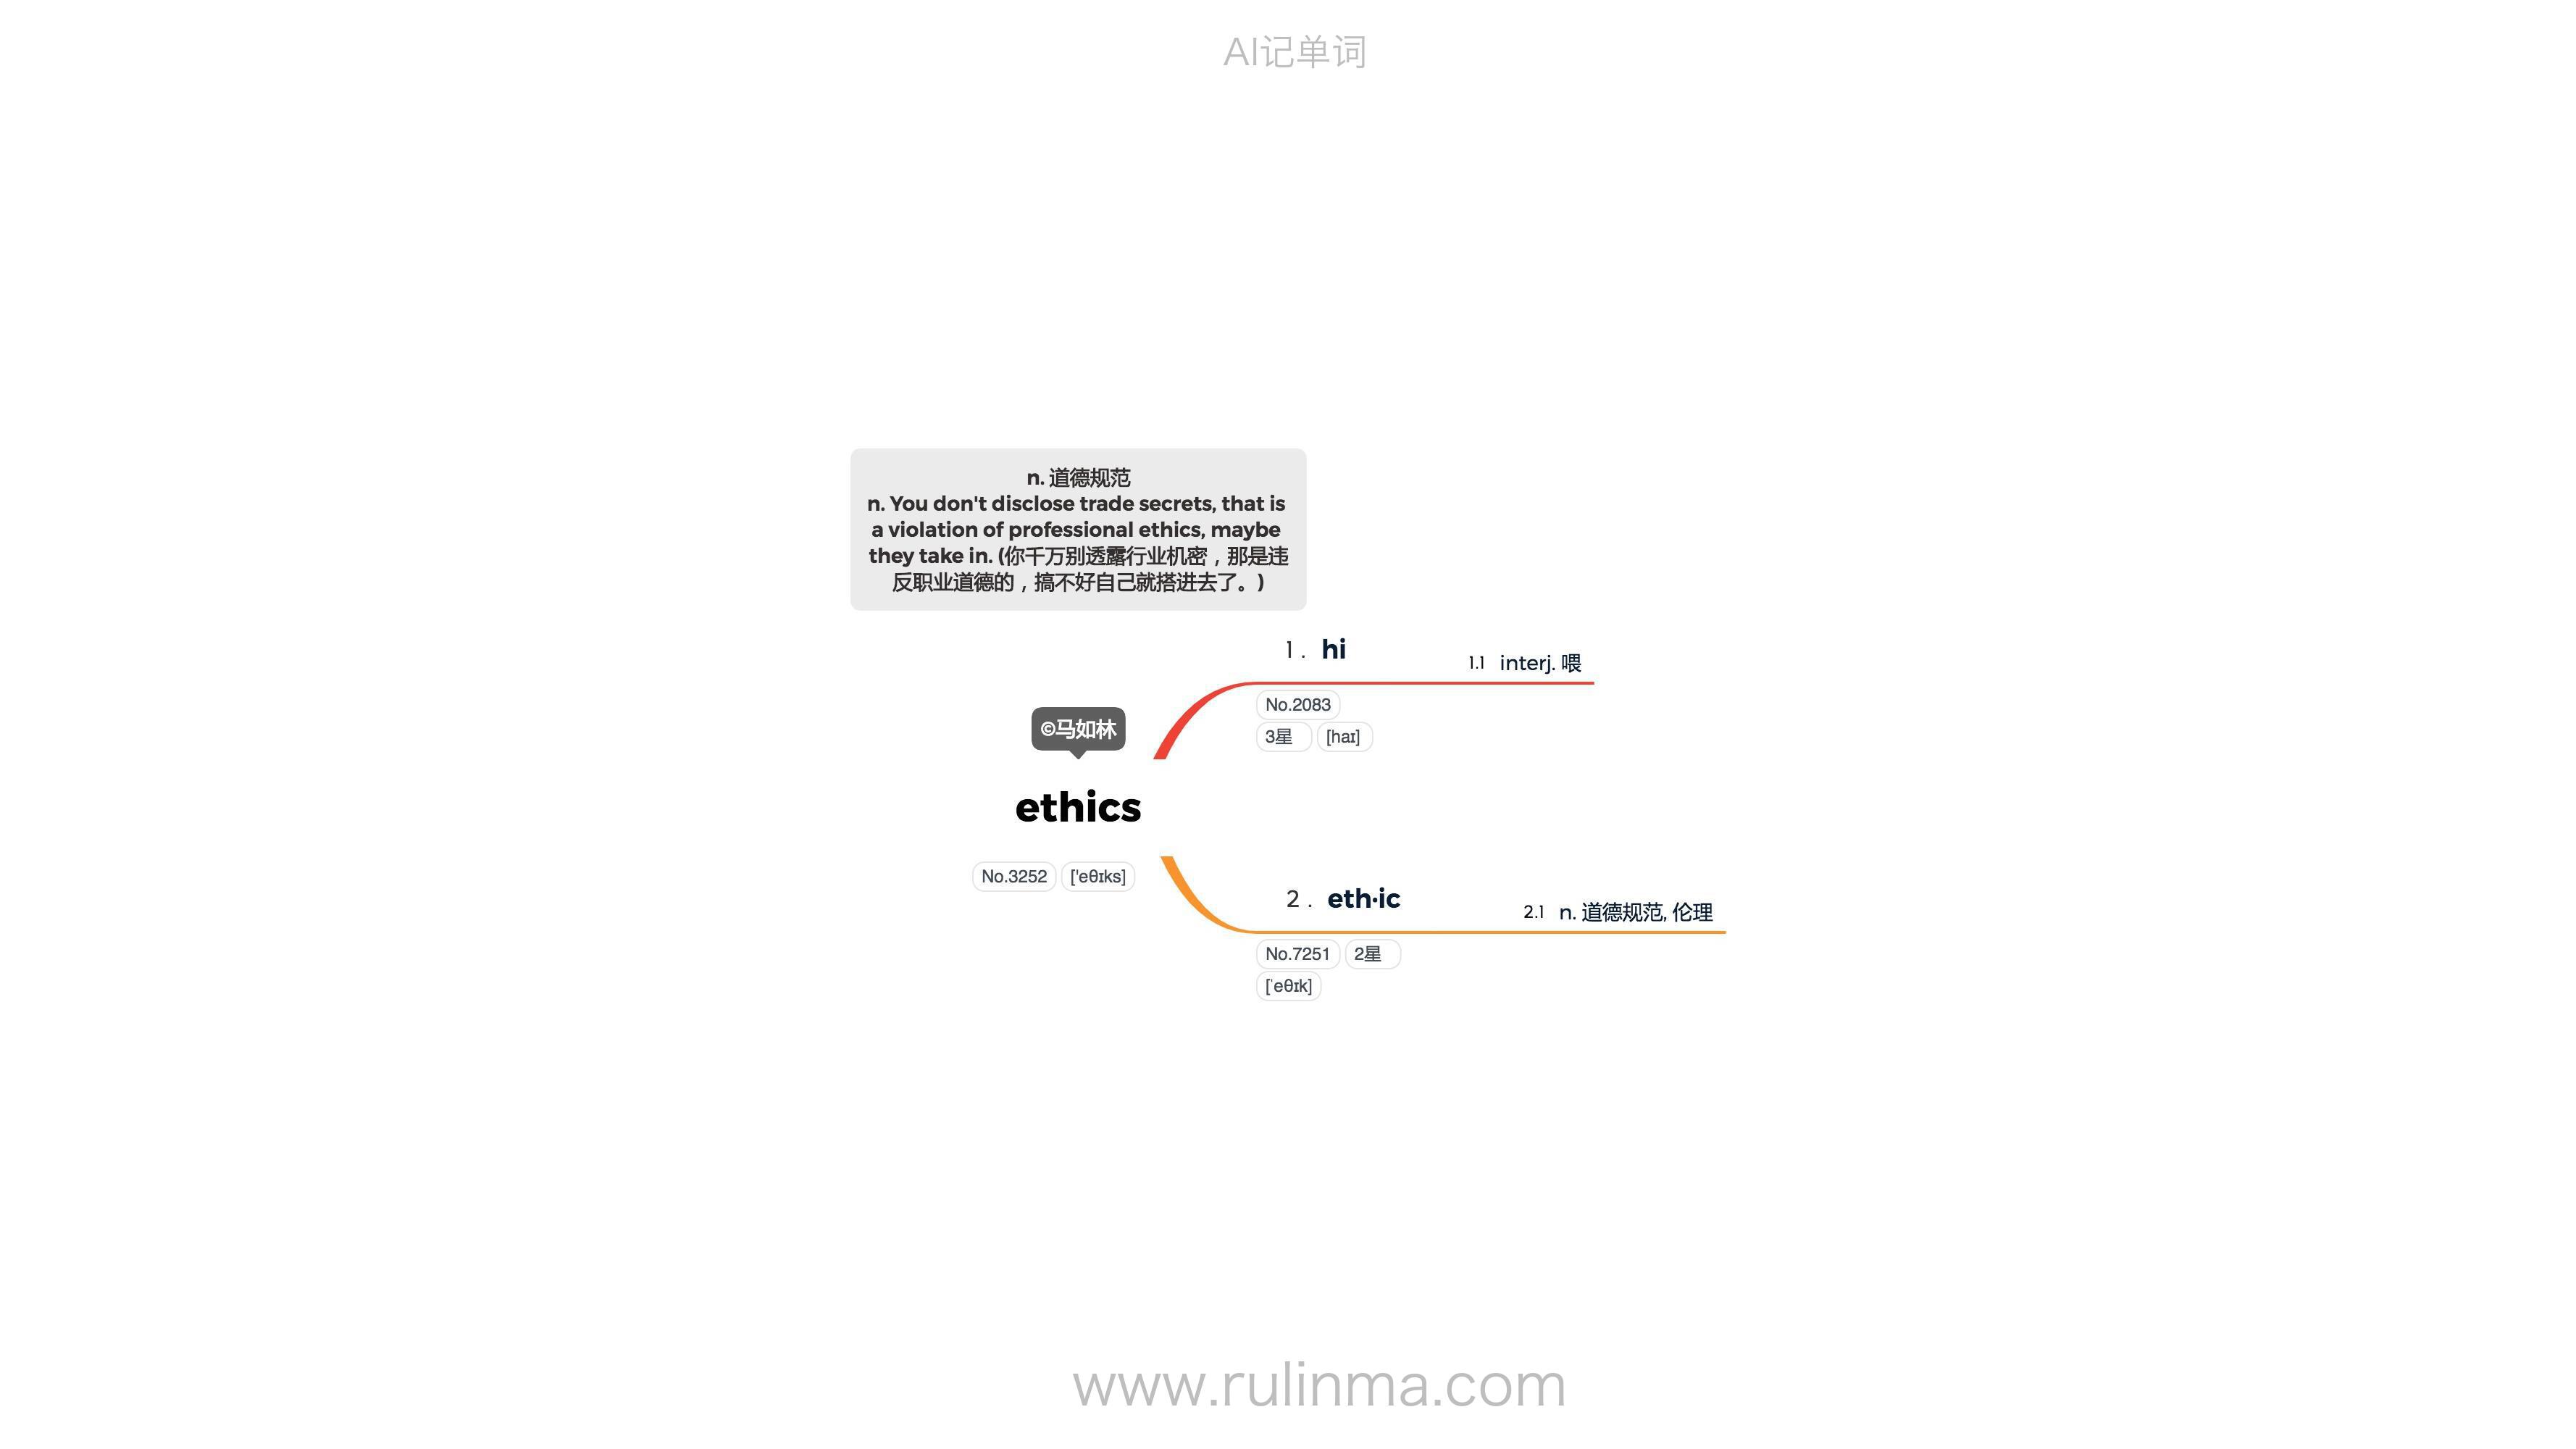 AI记单词
n. 道德规范
n. You don't disclose trade secrets, that is
a violation of professional ethics, maybe
they take in. (你千万别透露行业机密，那是违
反职业道德的，搞不好自己就搭进去了。)
1. hi
1.1 interj. 喂
No.2083
3星 [haɪ]
©马如林
ethics
No.3252 ['eθɪks]
2. eth·ic
2.1 n. 道德规范, 伦理
No.7251 2星
[ˈeθɪk]
www.rulinma.com